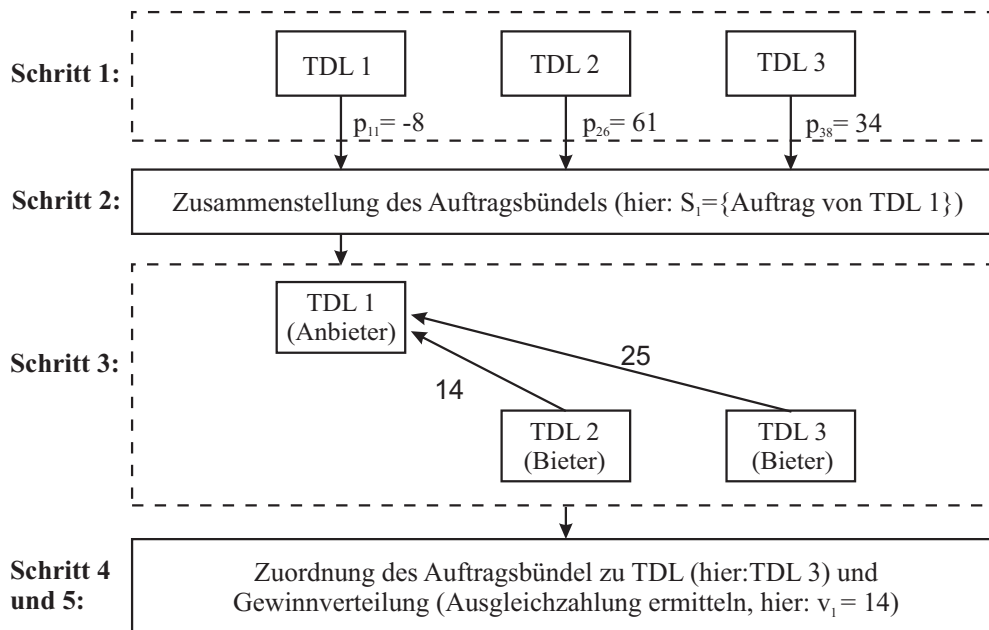 Schritt 1:
TDL 1
TDL 2
TDL 3
p₁₁= -8
p₂₆= 61
p₃₈= 34
Schritt 2:
Zusammenstellung des Auftragsbündels (hier: S₁={Auftrag von TDL 1})
Schritt 3:
TDL 1
(Anbieter)
25
14
TDL 2
(Bieter)
TDL 3
(Bieter)
Schritt 4
und 5:
Zuordnung des Auftragsbündel zu TDL (hier:TDL 3) und
Gewinnverteilung (Ausgleichzahlung ermitteln, hier: v₁ = 14)